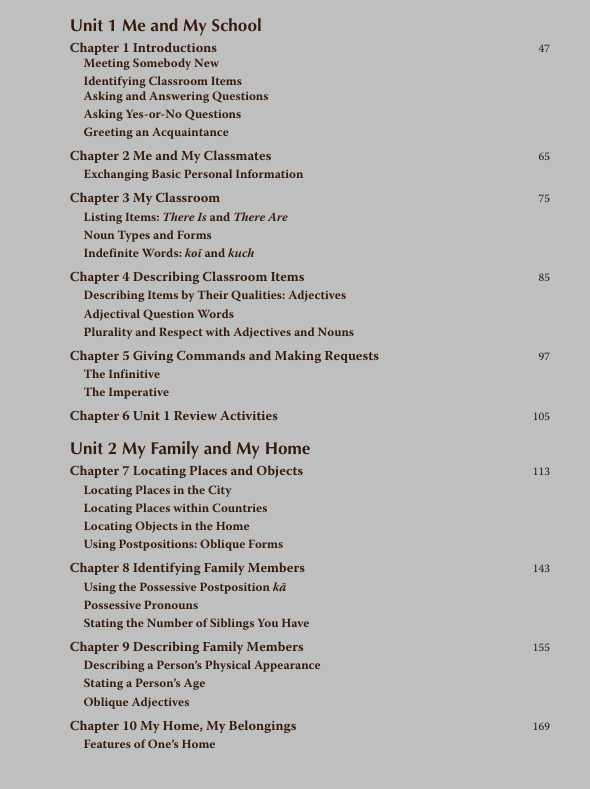 Unit 1 Me and My School
Chapter 1 Introductions 47
Meeting Somebody New
Identifying Classroom Items
Asking and Answering Questions
Asking Yes-or-No Questions
Greeting an Acquaintance
Chapter 2 Me and My Classmates 65
Exchanging Basic Personal Information
Chapter 3 My Classroom 75
Listing Items: There Is and There Are
Noun Types and Forms
Indefinite Words: koī and kuch
Chapter 4 Describing Classroom Items 85
Describing Items by Their Qualities: Adjectives
Adjectival Question Words
Plurality and Respect with Adjectives and Nouns
Chapter 5 Giving Commands and Making Requests 97
The Infinitive
The Imperative
Chapter 6 Unit 1 Review Activities 105
Unit 2 My Family and My Home
Chapter 7 Locating Places and Objects 113
Locating Places in the City
Locating Places within Countries
Locating Objects in the Home
Using Postpositions: Oblique Forms
Chapter 8 Identifying Family Members 143
Using the Possessive Postposition kā
Possessive Pronouns
Stating the Number of Siblings You Have
Chapter 9 Describing Family Members 155
Describing a Person’s Physical Appearance
Stating a Person’s Age
Oblique Adjectives
Chapter 10 My Home, My Belongings 169
Features of One’s Home